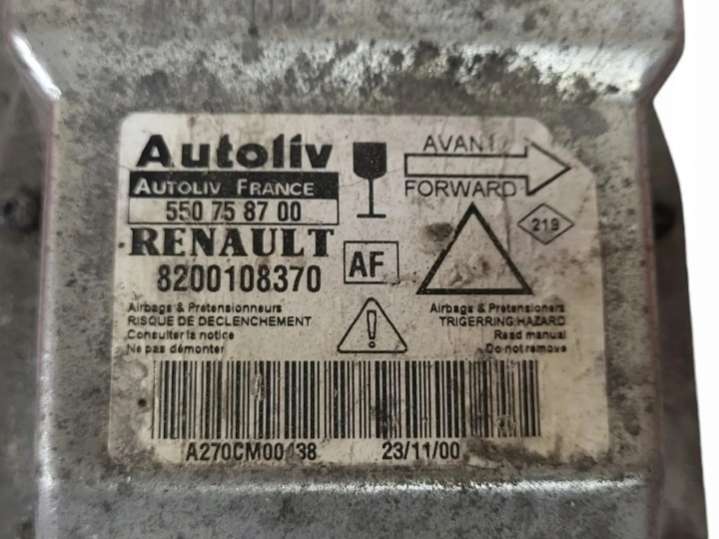 Autoliv
AUTOLIV FRANCE
550 75 87 00
RENAULT
8200108370
AF
AVANT
FORWARD
219
Airbags & Pretensionneurs
RISQUE DE DECLENCHEMENT
Consulter la notice
Ne pas démonter
Airbags & Pretensioners
TRIGERRING HAZARD
Read manual
Do not remove
23/11/00